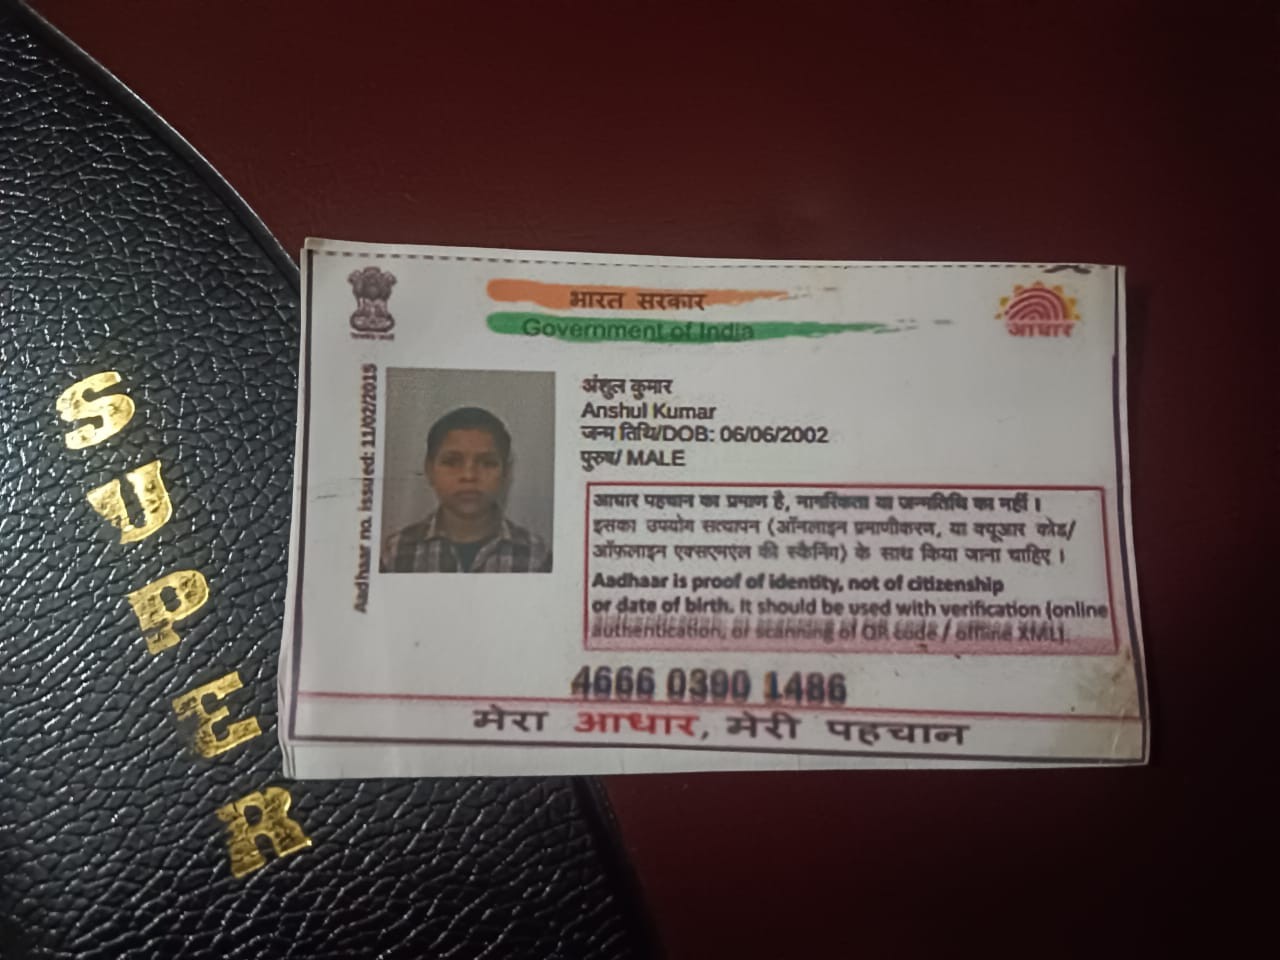 SUPER
भारत सरकार
Government of India
आधार
Aadhaar no. issued: 11/02/2015
अंशुल कुमार
Anshul Kumar
जन्म तिथि/DOB: 06/06/2002
पुरुष/ MALE
आधार पहचान का प्रमाण है, नागरिकता या जन्मतिथि का नहीं ।
इसका उपयोग सत्यापन (ऑनलाइन प्रमाणीकरण, या क्यूआर कोड/
ऑफ़लाइन एक्सएमएल की स्कैनिंग) के साथ किया जाना चाहिए ।
Aadhaar is proof of identity, not of citizenship
or date of birth. It should be used with verification (online
authentication, or scanning of QR code / offline XML).
4666 0390 1486
मेरा आधार, मेरी पहचान